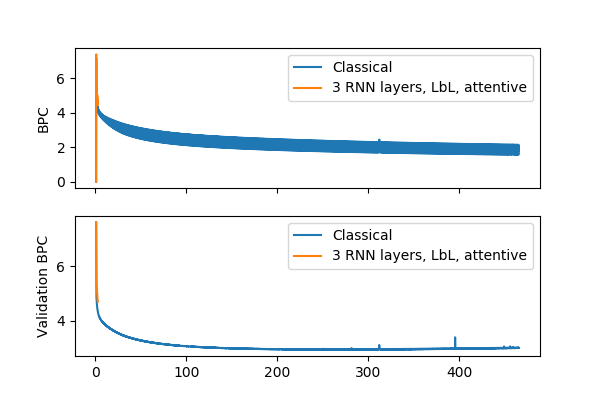 BPC
6
4
2
0
Classical
3 RNN layers, LbL, attentive
Validation BPC
6
4
Classical
3 RNN layers, LbL, attentive
0
100
200
300
400